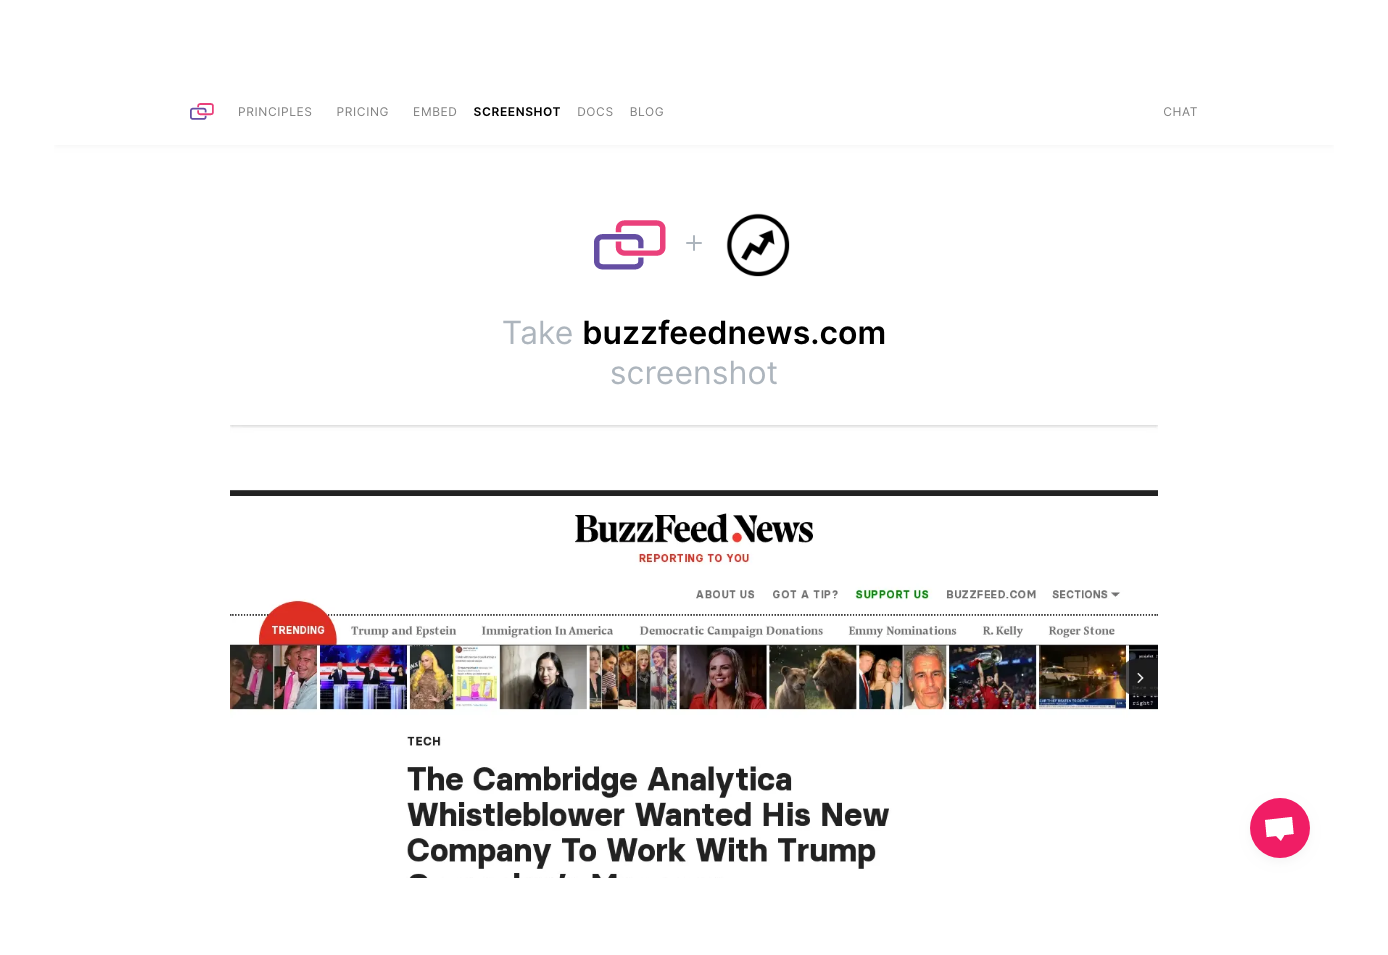 PRINCIPLES PRICING EMBED SCREENSHOT DOCS BLOG CHAT
Take buzzfeednews.com
screenshot
BuzzFeed News
REPORTING TO YOU
ABOUT US GOT A TIP? SUPPORT US BUZZFEED.COM SECTIONS
TRENDING Trump and Epstein Immigration In America Democratic Campaign Donations Emmy Nominations R. Kelly Roger Stone
right?
TECH
The Cambridge Analytica
Whistleblower Wanted His New
Company To Work With Trump